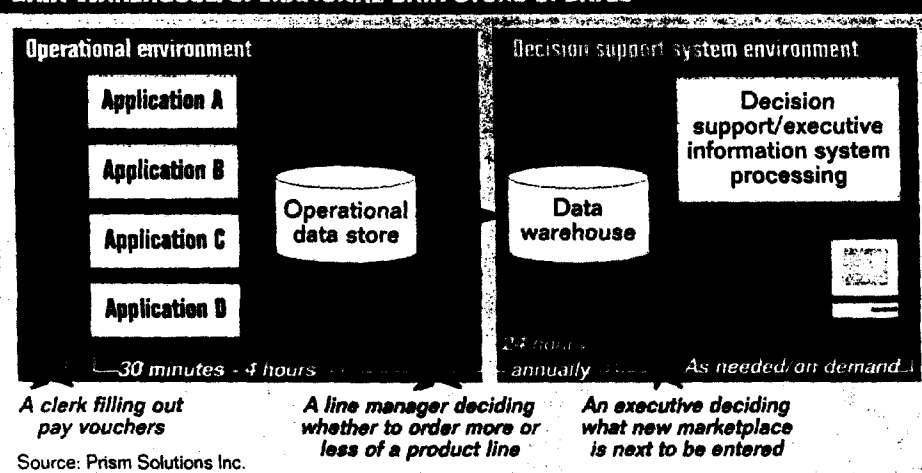 Operational environment
Application A
Application B
Application C
Application D
Operational
data store
30 minutes - 4 hours
Decision support system environment
Data
warehouse
Decision
support/executive
information system
processing
24 hours
annually
As needed/on demand
A clerk filling out
pay vouchers
A line manager deciding
whether to order more or
less of a product line
An executive deciding
what new marketplace
is next to be entered
Source: Prism Solutions Inc.